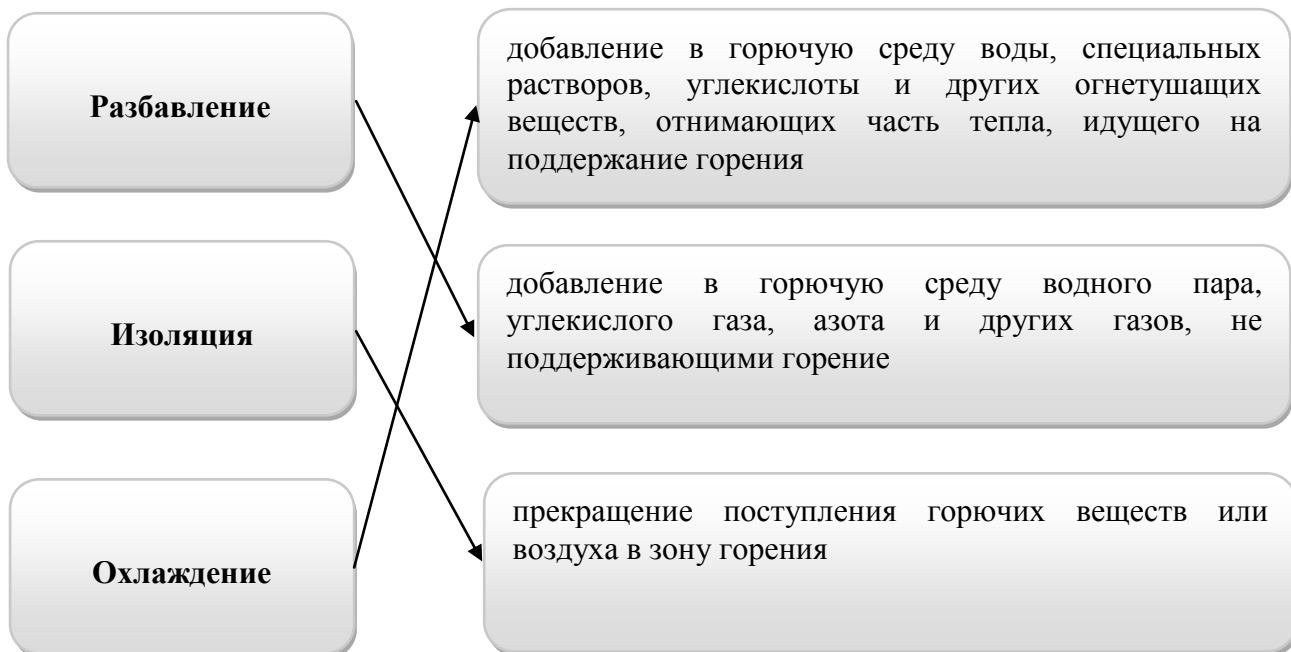 Разбавление
добавление в горючую среду воды, специальных
растворов, углекислоты и других огнетушащих
веществ, отнимающих часть тепла, идущего на
поддержание горения
Изоляция
добавление в горючую среду водного пара,
углекислого газа, азота и других газов, не
поддерживающими горение
Охлаждение
прекращение поступления горючих веществ или
воздуха в зону горения